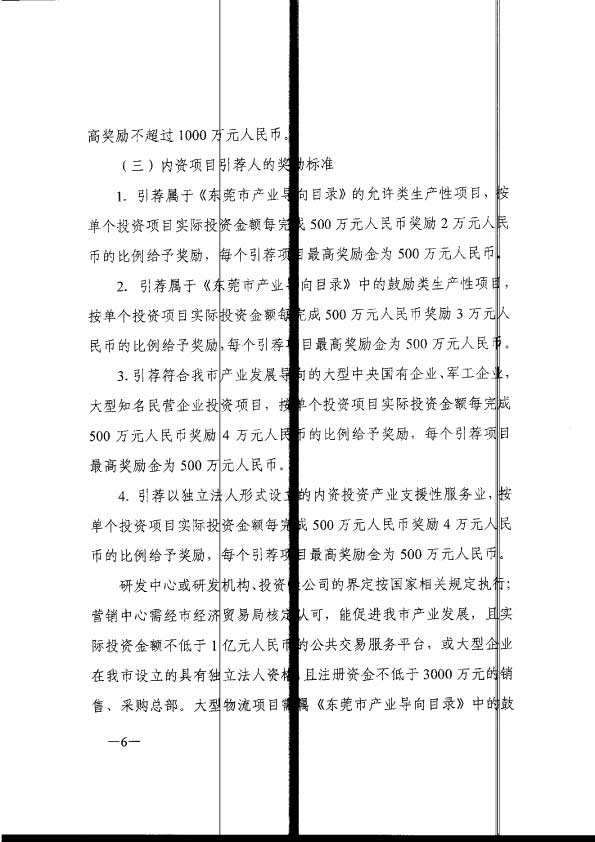 高奖励不超过1000万元人民币。
（三）内资项目引荐人的奖励标准
1. 引荐属于《东莞市产业导向目录》的允许类生产性项目，按
单个投资项目实际投资金额每完成500万元人民币奖励2万元人民
币的比例给予奖励，每个引荐项目最高奖励金为500万元人民币。
2. 引荐属于《东莞市产业导向目录》中的鼓励类生产性项目，
按单个投资项目实际投资金额每完成500万元人民币奖励3万元人
民币的比例给予奖励,每个引荐项目最高奖励金为500万元人民币。
3.引荐符合我市产业发展导向的大型中央国有企业、军工企业，
大型知名民营企业投资项目，按单个投资项目实际投资金额每完成
500万元人民币奖励4万元人民币的比例给予奖励，每个引荐项目
最高奖励金为500万元人民币。
4. 引荐以独立法人形式设立的内资投资产业支援性服务业，按
单个投资项目实际投资金额每完成500万元人民币奖励4万元人民
币的比例给予奖励，每个引荐项目最高奖励金为500万元人民币。
研发中心或研发机构、投资性公司的界定按国家相关规定执行；
营销中心需经市经济贸易局核定认可，能促进我市产业发展，且实
际投资金额不低于1亿元人民币的公共交易服务平台，或大型企业
在我市设立的具有独立法人资格且注册资金不低于3000万元的销
售、采购总部。大型物流项目需属《东莞市产业导向目录》中的鼓
—6—